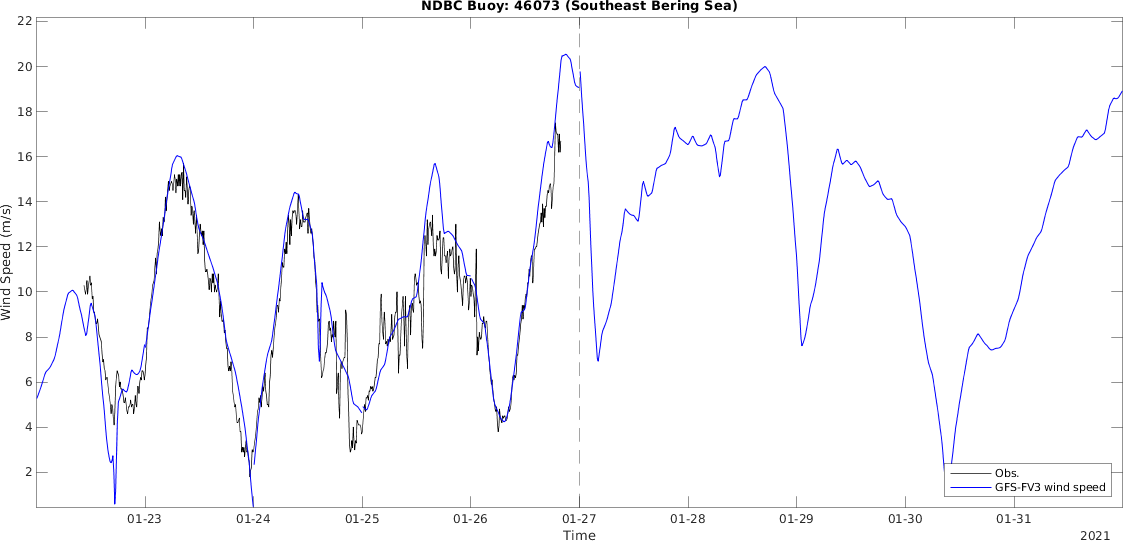 NDBC Buoy: 46073 (Southeast Bering Sea)
22
20
18
16
14
12
10
8
6
4
2
Wind Speed (m/s)
Obs.
GFS-FV3 wind speed
01-23 01-24 01-25 01-26 01-27 01-28 01-29 01-30 01-31
Time
2021